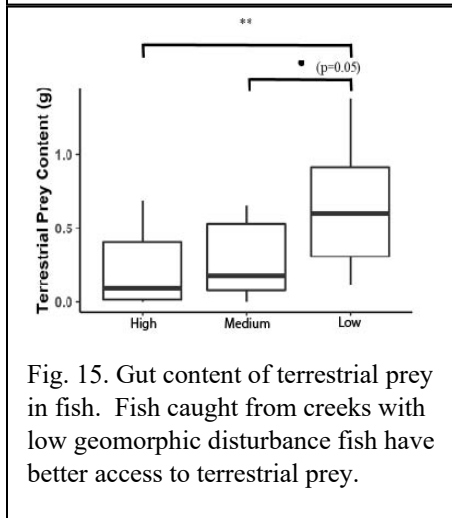 **
▪ (p=0.05)
Terrestrial Prey Content (g)
1.0
0.5
0.0
High Medium Low
Fig. 15. Gut content of terrestrial prey
in fish. Fish caught from creeks with
low geomorphic disturbance fish have
better access to terrestrial prey.